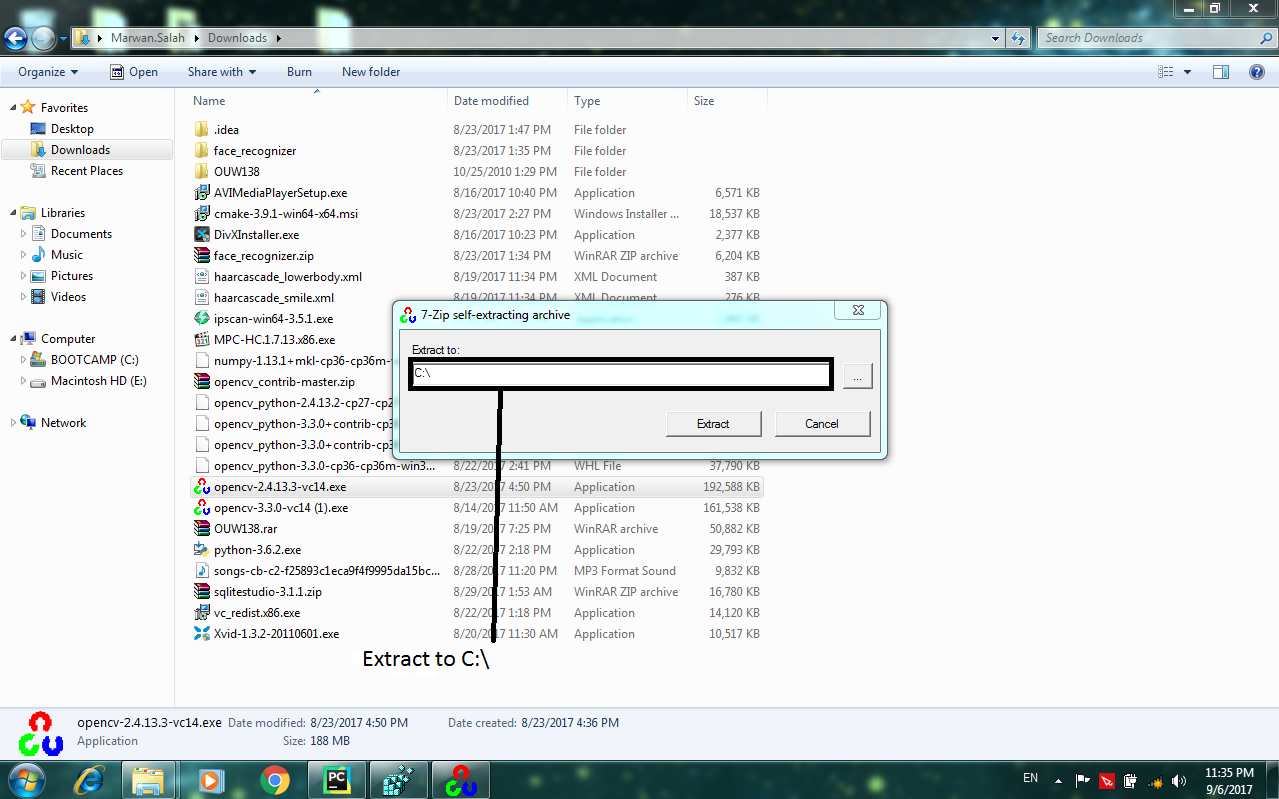 Marwan.Salah Downloads
Search Downloads
Organize Open Share with Burn New folder
Name Date modified Type Size
Favorites
Desktop
Downloads
Recent Places
Libraries
Documents
Music
Pictures
Videos
Computer
BOOTCAMP (C:)
Macintosh HD (E:)
Network
.idea 8/23/2017 1:47 PM File folder
face_recognizer 8/23/2017 1:35 PM File folder
OUW138 10/25/2010 1:29 PM File folder
AVIMediaPlayerSetup.exe 8/16/2017 10:40 PM Application 6,571 KB
cmake-3.9.1-win64-x64.msi 8/23/2017 2:27 PM Windows Installer ... 18,537 KB
DivXInstaller.exe 8/16/2017 10:23 PM Application 2,377 KB
face_recognizer.zip 8/23/2017 1:34 PM WinRAR ZIP archive 6,204 KB
haarcascade_lowerbody.xml 8/19/2017 11:34 PM XML Document 387 KB
haarcascade_smile.xml 8/19/2017 11:34 PM XML Document 276 KB
ipscan-win64-3.5.1.exe
MPC-HC.1.7.13.x86.exe
numpy-1.13.1+mkl-cp36-cp36m-
opencv_contrib-master.zip
opencv_python-2.4.13.2-cp27-cp2
opencv_python-3.3.0+contrib-cp3
opencv_python-3.3.0+contrib-cp3
opencv_python-3.3.0-cp36-cp36m-win3... 8/22/2017 2:41 PM WHL File 37,790 KB
opencv-2.4.13.3-vc14.exe 8/23/2017 4:50 PM Application 192,588 KB
opencv-3.3.0-vc14 (1).exe 8/14/2017 11:50 AM Application 161,538 KB
OUW138.rar 8/19/2017 7:25 PM WinRAR archive 50,882 KB
python-3.6.2.exe 8/22/2017 2:18 PM Application 29,793 KB
songs-cb-c2-f25893c1eca9f4f9995da15bc... 8/28/2017 11:20 PM MP3 Format Sound 9,832 KB
sqlitestudio-3.1.1.zip 8/29/2017 1:53 AM WinRAR ZIP archive 16,780 KB
vc_redist.x86.exe 8/22/2017 1:18 PM Application 14,120 KB
Xvid-1.3.2-20110601.exe 8/20/2017 11:30 AM Application 10,517 KB
7-Zip self-extracting archive
Extract to:
C:\
...
Extract Cancel
Extract to C:\
opencv-2.4.13.3-vc14.exe Date modified: 8/23/2017 4:50 PM Date created: 8/23/2017 4:36 PM
Application Size: 188 MB
PC
EN
11:35 PM
9/6/2017